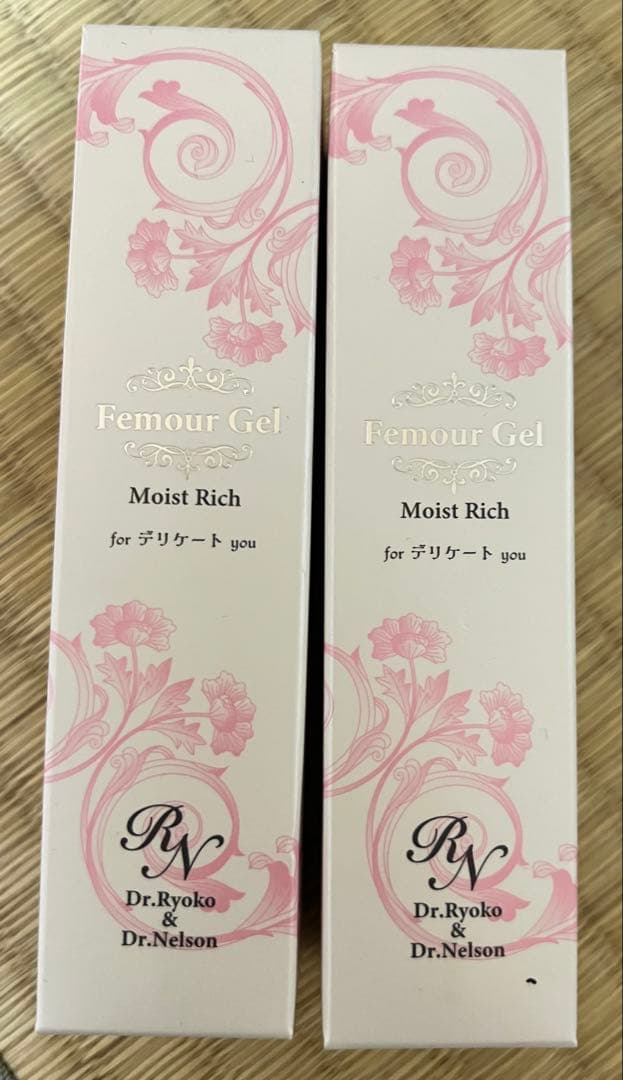 Femour Gel
Moist Rich
for デリケート you
RN
Dr.Ryoko
&
Dr.Nelson
Femour Gel
Moist Rich
for デリケート you
RN
Dr.Ryoko
&
Dr.Nelson